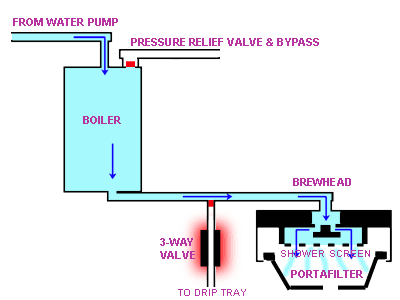 FROM WATER PUMP
PRESSURE RELIEF VALVE & BYPASS
BOILER
BREWHEAD
3-WAY
VALVE
SHOWER SCREEN
PORTAFILTER
TO DRIP TRAY